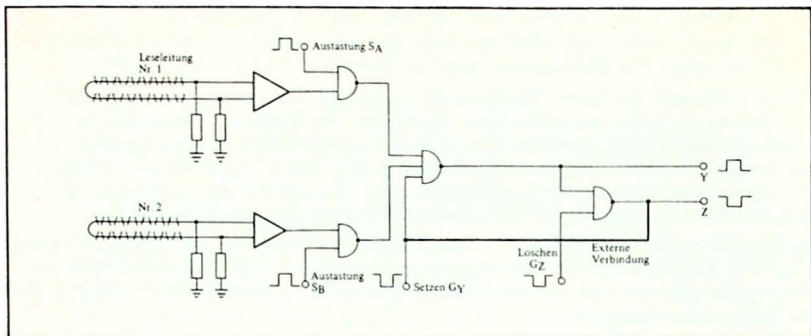 Leseleitung
Nr. 1
Austastung SA
Y
Z
Nr. 2
Austastung
SB
Setzen GY
Löschen
GZ
Externe
Verbindung